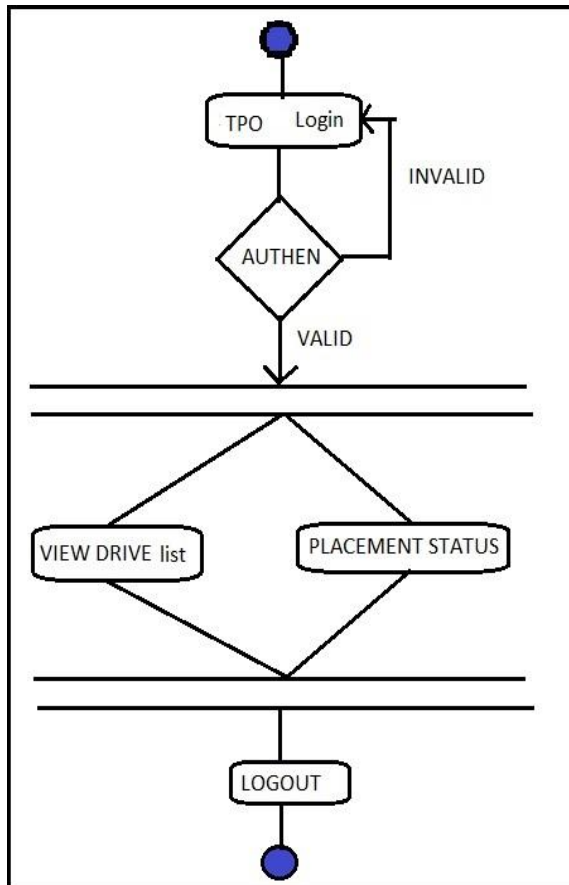 TPO Login
INVALID
AUTHEN
VALID
VIEW DRIVE list
PLACEMENT STATUS
LOGOUT